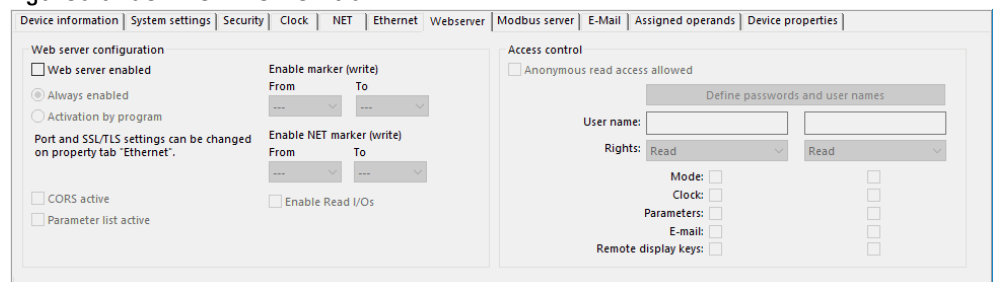 Device information System settings Security Clock NET Ethernet Webserver Modbus server E-Mail Assigned operands Device properties
Web server configuration
Web server enabled
Always enabled
Activation by program
Port and SSL/TLS settings can be changed
on property tab "Ethernet".
CORS active
Parameter list active
Enable marker (write)
From To
--- ---
Enable NET marker (write)
From To
--- ---
Enable Read I/Os
Access control
Anonymous read access allowed
Define passwords and user names
User name:
Rights: Read Read
Mode:
Clock:
Parameters:
E-mail:
Remote display keys: